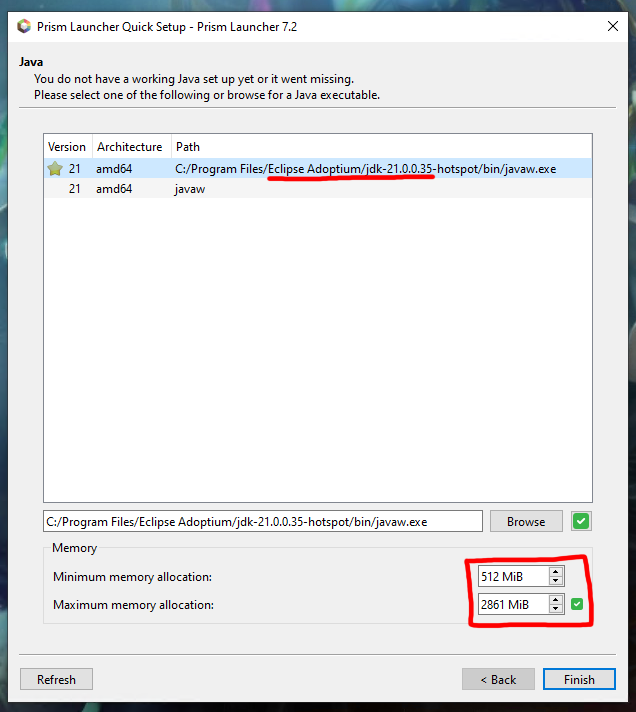 Prism Launcher Quick Setup - Prism Launcher 7.2
Java
You do not have a working Java set up yet or it went missing.
Please select one of the following or browse for a Java executable.
Version Architecture Path
21 amd64 C:/Program Files/Eclipse Adoptium/jdk-21.0.0.35-hotspot/bin/javaw.exe
21 amd64 javaw
C:/Program Files/Eclipse Adoptium/jdk-21.0.0.35-hotspot/bin/javaw.exe Browse
Memory
Minimum memory allocation: 512 MiB
Maximum memory allocation: 2861 MiB
Refresh < Back Finish